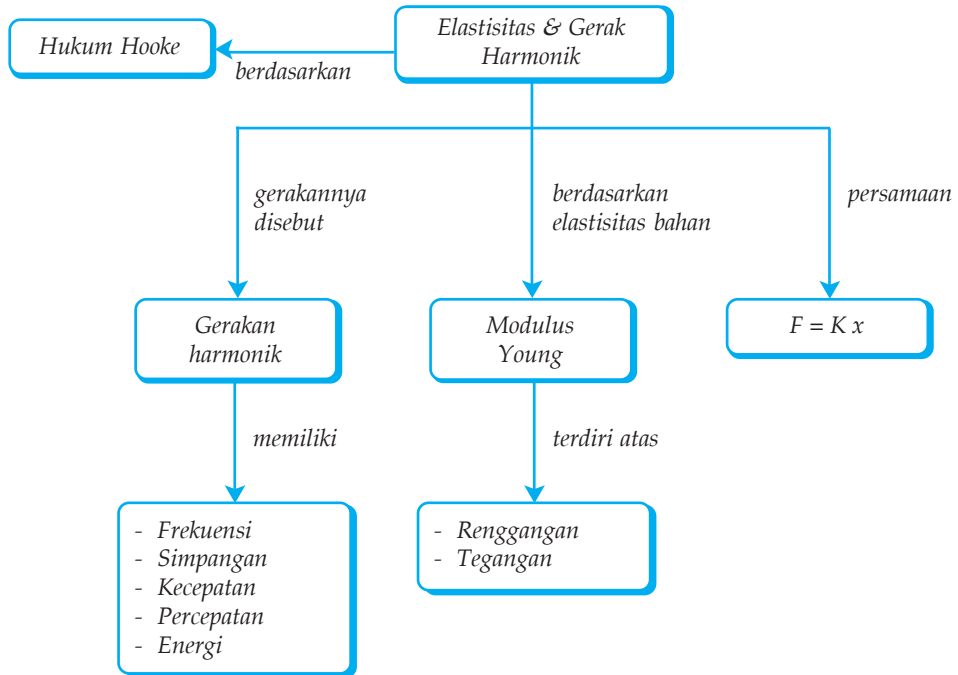 Hukum Hooke
Elastisitas & Gerak
Harmonik
berdasarkan
gerakannya
disebut
berdasarkan
elastisitas bahan
persamaan
Gerakan
harmonik
Modulus
Young
F = K x
memiliki
terdiri atas
- Frekuensi
- Simpangan
- Kecepatan
- Percepatan
- Energi
- Renggangan
- Tegangan